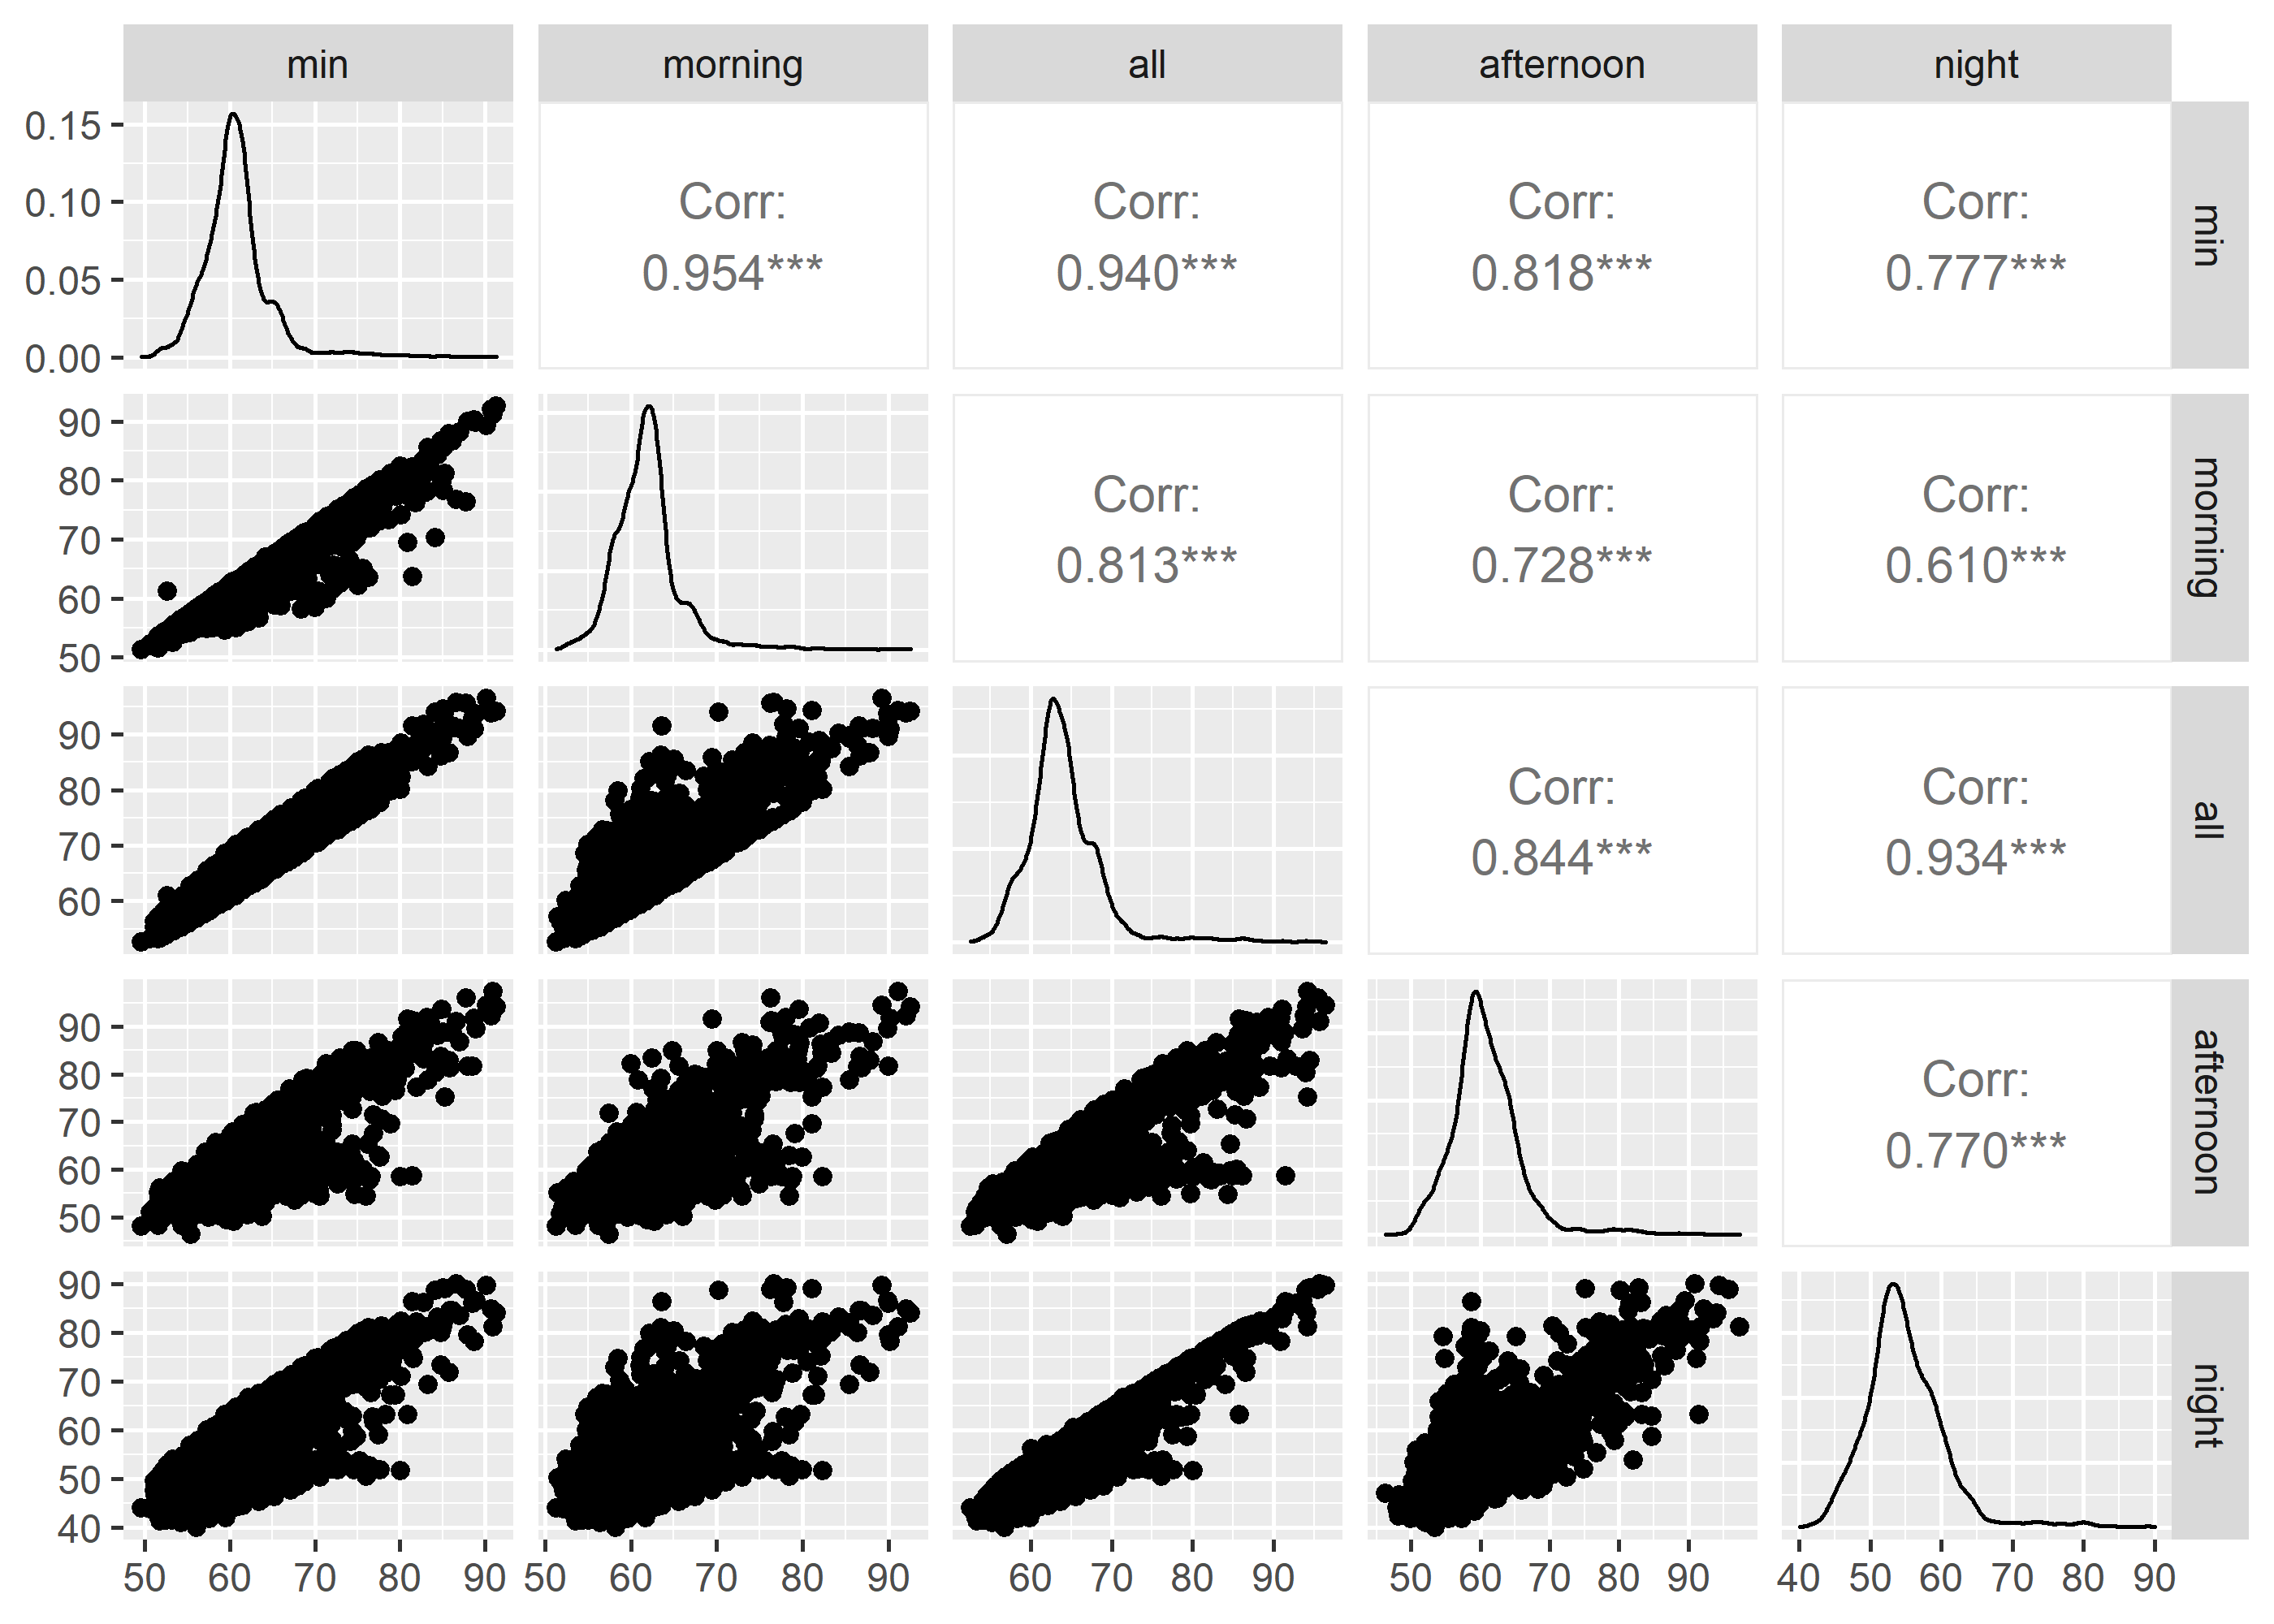 min morning all afternoon night
0.15
0.10
0.05
0.00
Corr:
0.954***
Corr:
0.940***
Corr:
0.818***
Corr:
0.777***
min
90
80
70
60
50
Corr:
0.813***
Corr:
0.728***
Corr:
0.610***
morning
90
80
70
60
Corr:
0.844***
Corr:
0.934***
all
90
80
70
60
50
Corr:
0.770***
afternoon
90
80
70
60
50
40
night
50 60 70 80 90 50 60 70 80 90 60 70 80 90 50 60 70 80 90 40 50 60 70 80 90